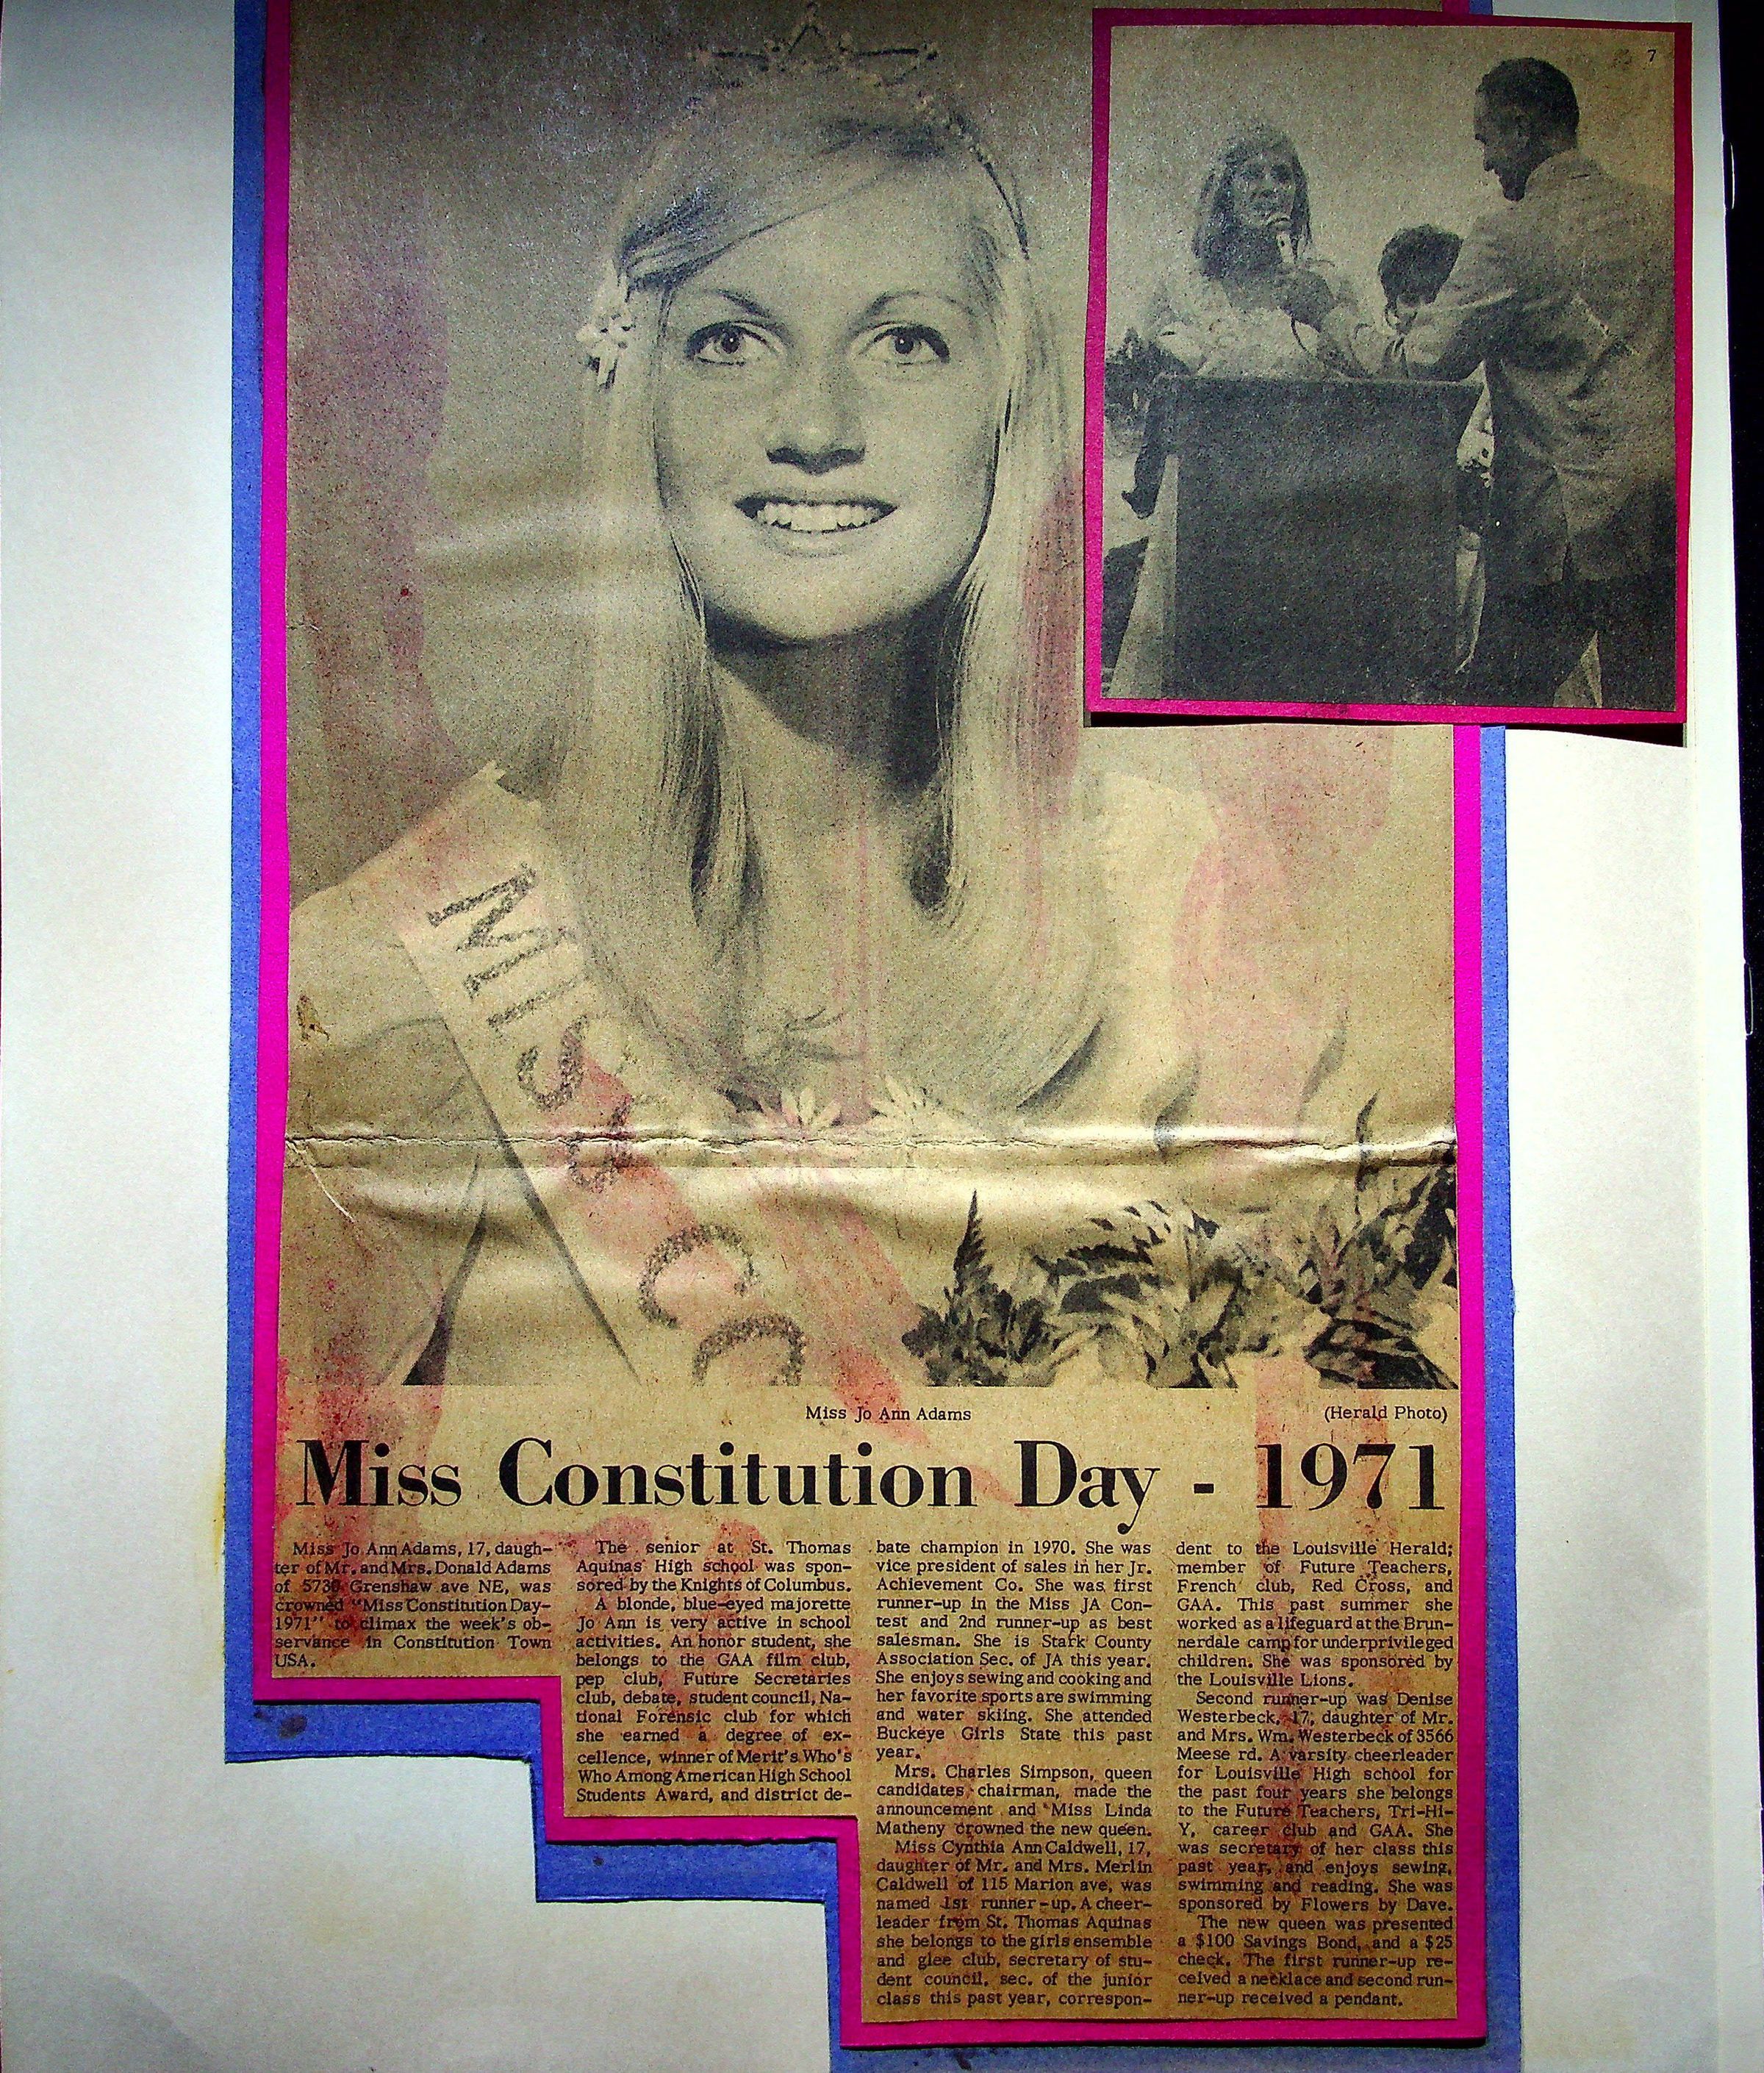 7
MISS CO
Miss Jo Ann Adams
(Herald Photo)
Miss Constitution Day - 1971
Miss Jo Ann Adams, 17, daugh-
ter of Mr. and Mrs. Donald Adams
of 5730 Grenshaw ave NE, was
crowned "Miss Constitution Day-
1971" to climax the week's ob-
servance in Constitution Town
USA.
The senior at St. Thomas
Aquinas High school was spon-
sored by the Knights of Columbus.
A blonde, blue-eyed majorette
Jo Ann is very active in school
activities. An honor student, she
belongs to the GAA film club,
pep club, Future Secretaries
club, debate, student council, Na-
tional Forensic club for which
she earned a degree of ex-
cellence, winner of Merit's Who's
Who Among American High School
Students Award, and district de-
bate champion in 1970. She was
vice president of sales in her Jr.
Achievement Co. She was first
runner-up in the Miss JA Con-
test and 2nd runner-up as best
salesman. She is Stark County
Association Sec. of JA this year.
She enjoys sewing and cooking and
her favorite sports are swimming
and water skiing. She attended
Buckeye Girls State this past
year.
Mrs. Charles Simpson, queen
candidates chairman, made the
announcement and Miss Linda
Matheny crowned the new queen.
Miss Cynthia Ann Caldwell, 17,
daughter of Mr. and Mrs. Merlin
Caldwell of 115 Marion ave, was
named 1st runner-up. A cheer-
leader from St. Thomas Aquinas
she belongs to the girls ensemble
and glee club, secretary of stu-
dent council, sec. of the junior
class this past year, correspon-
dent to the Louisville Herald;
member of Future Teachers,
French club, Red Cross, and
GAA. This past summer she
worked as a lifeguard at the Brun-
nerdale camp for underprivileged
children. She was sponsored by
the Louisville Lions.
Second runner-up was Denise
Westerbeck, 17, daughter of Mr.
and Mrs. Wm. Westerbeck of 3566
Meese rd. A varsity cheerleader
for Louisville High school for
the past four years she belongs
to the Future Teachers, Tri-Hi-
Y, career club and GAA. She
was secretary of her class this
past year, and enjoys sewing,
swimming and reading. She was
sponsored by Flowers by Dave.
The new queen was presented
a $100 Savings Bond, and a $25
check. The first runner-up re-
ceived a necklace and second run-
ner-up received a pendant.